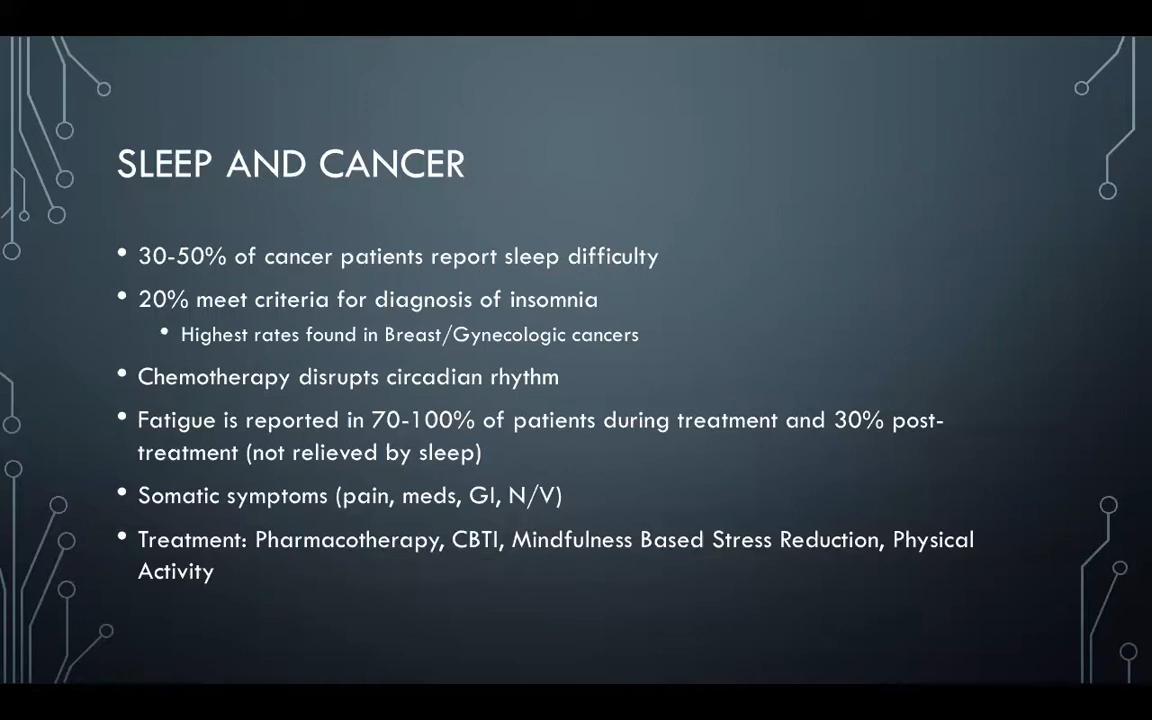 SLEEP AND CANCER
• 30-50% of cancer patients report sleep difficulty
• 20% meet criteria for diagnosis of insomnia
• Highest rates found in Breast/Gynecologic cancers
• Chemotherapy disrupts circadian rhythm
• Fatigue is reported in 70-100% of patients during treatment and 30% post-
treatment (not relieved by sleep)
• Somatic symptoms (pain, meds, GI, N/V)
• Treatment: Pharmacotherapy, CBTI, Mindfulness Based Stress Reduction, Physical
Activity